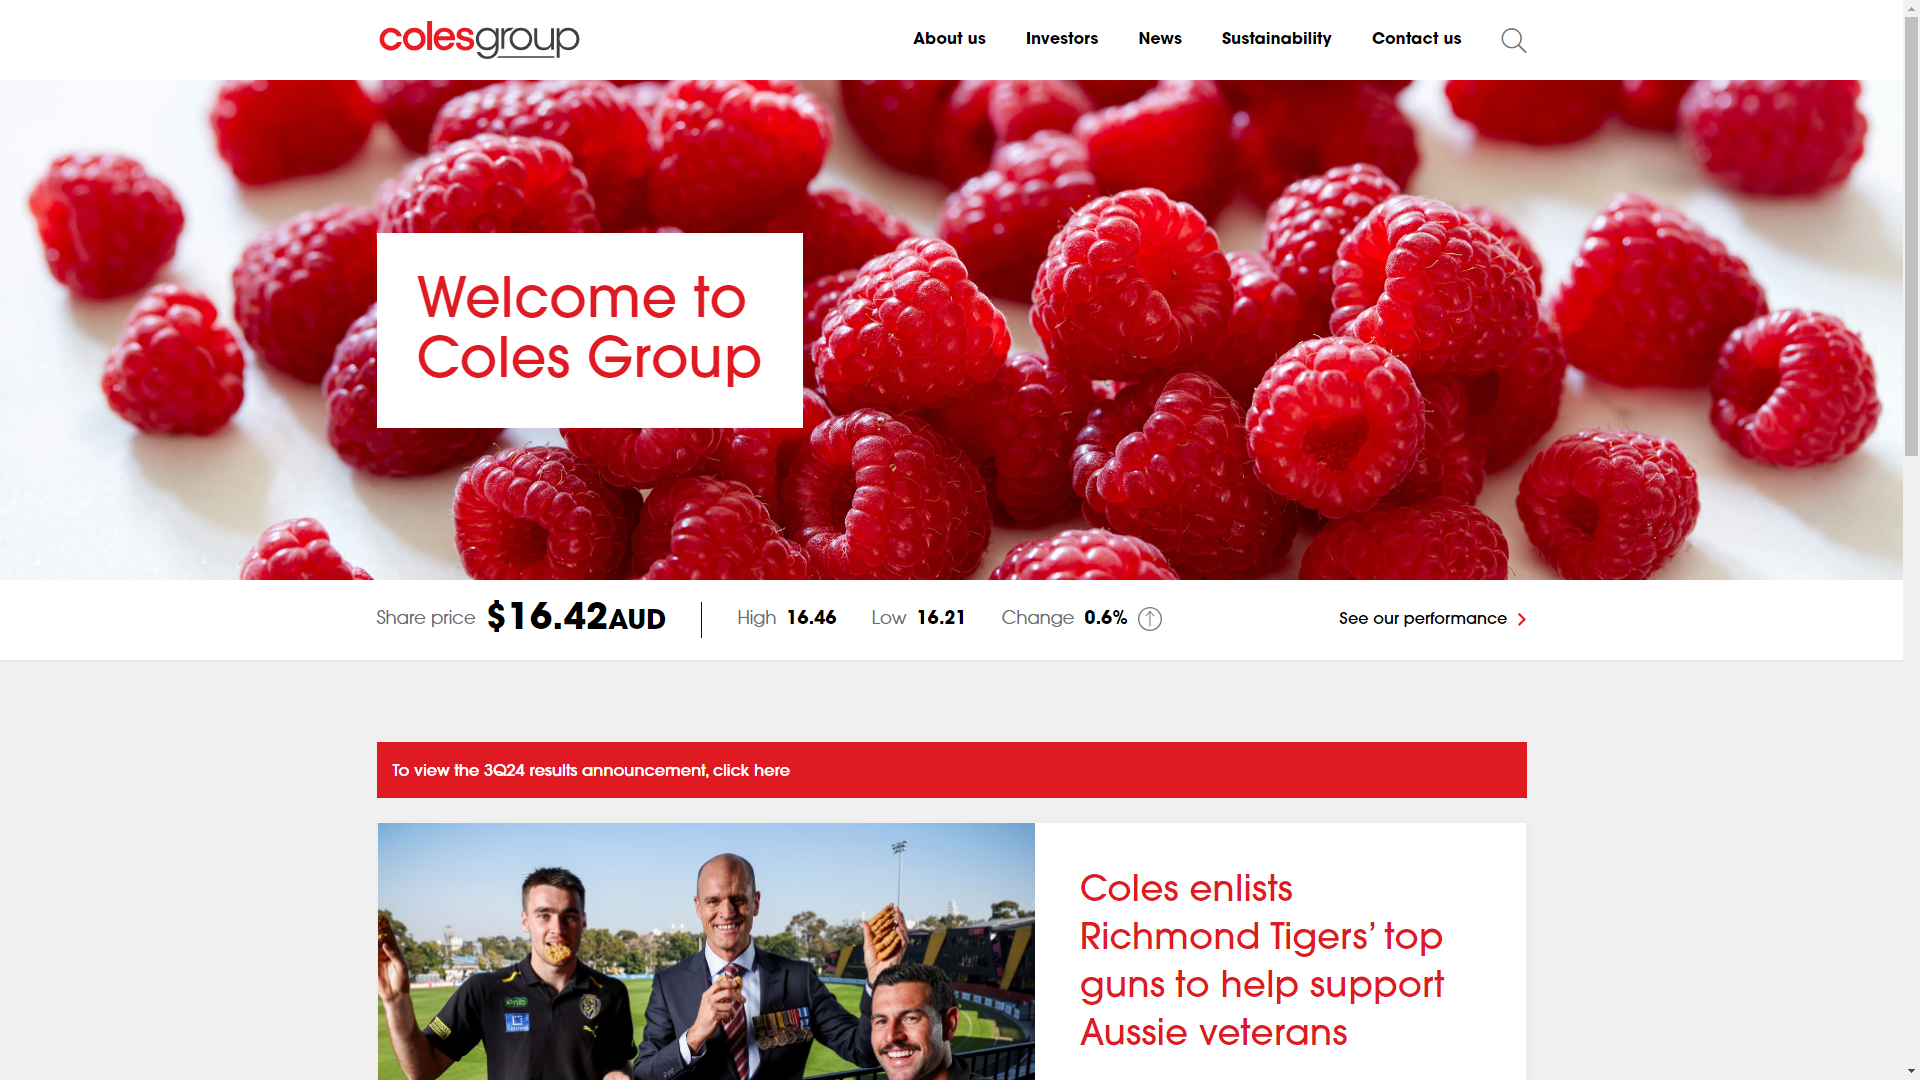 colesgroup
About us
Investors
News
Sustainability
Contact us
Welcome to
Coles Group
Share price $16.42AUD
High 16.46
Low 16.21
Change 0.6%
See our performance
To view the 3Q24 results announcement, click here
Coles enlists
Richmond Tigers’ top
guns to help support
Aussie veterans
nib